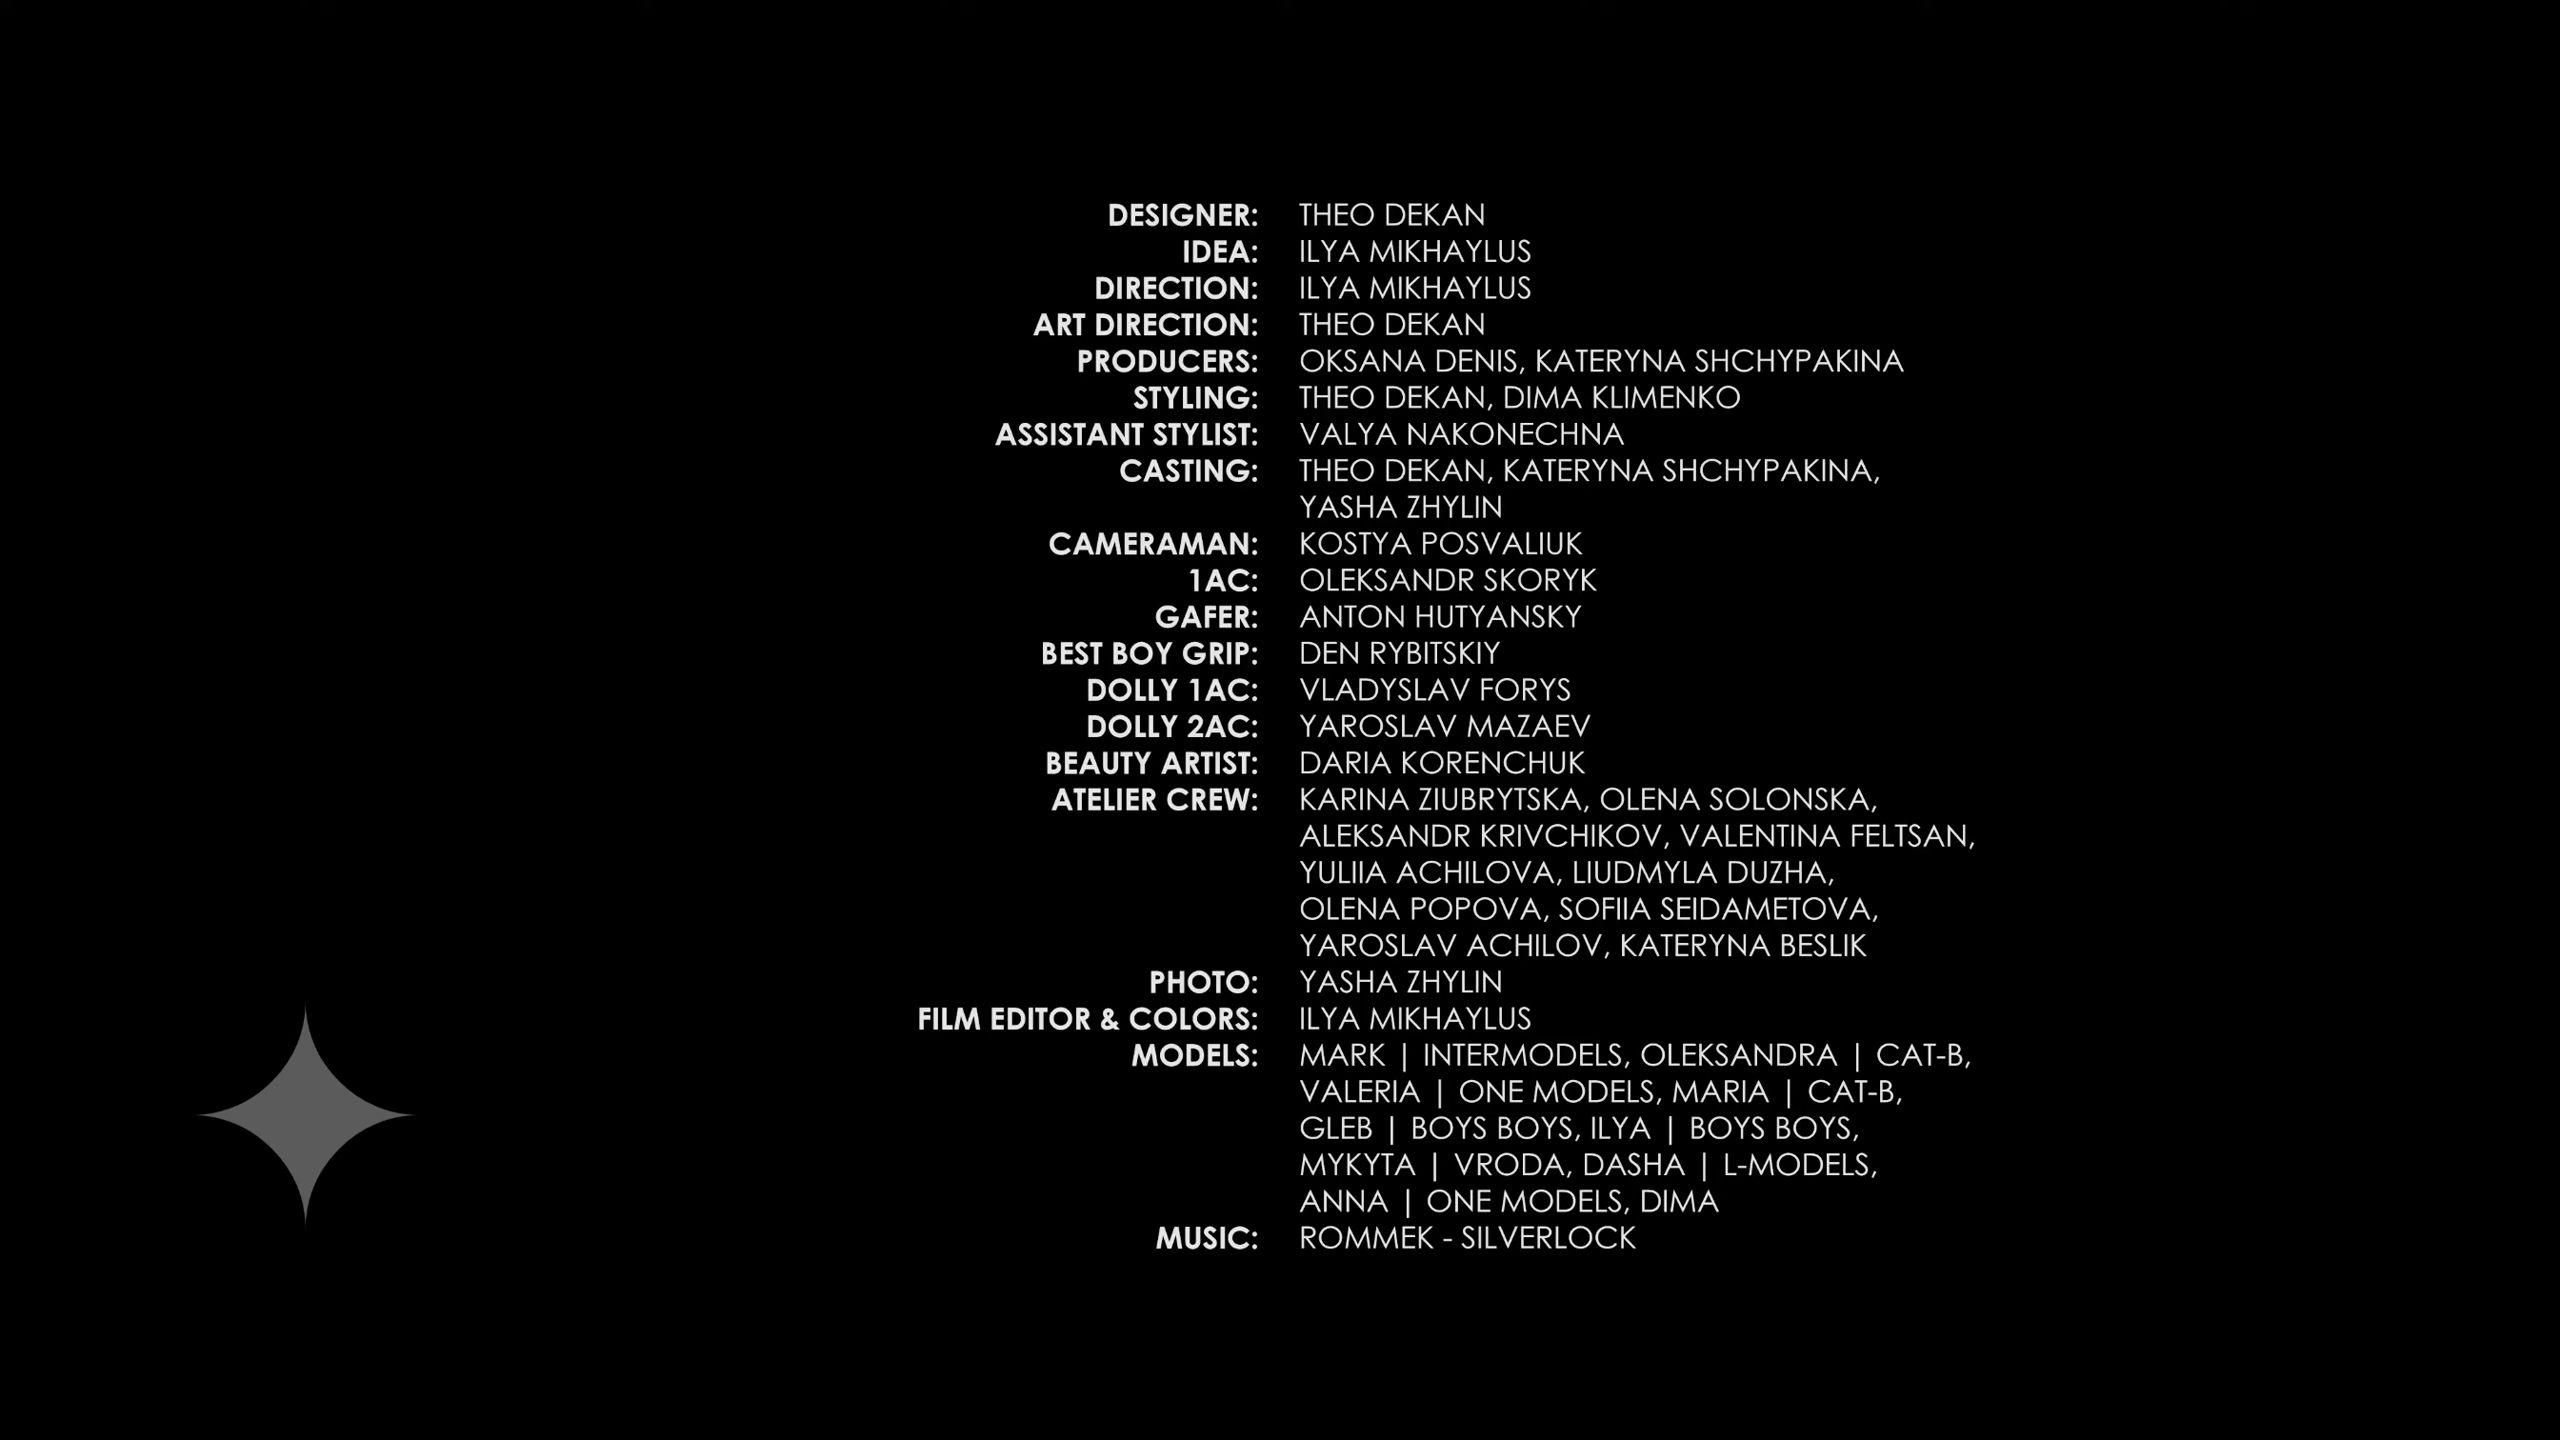 DESIGNER: THEO DEKAN
IDEA: ILYA MIKHAYLUS
DIRECTION: ILYA MIKHAYLUS
ART DIRECTION: THEO DEKAN
PRODUCERS: OKSANA DENIS, KATERYNA SHCHYPAKINA
STYLING: THEO DEKAN, DIMA KLIMENKO
ASSISTANT STYLIST: VALYA NAKONECHNA
CASTING: THEO DEKAN, KATERYNA SHCHYPAKINA,
YASHA ZHYLIN
CAMERAMAN: KOSTYA POSVALIUK
1AC: OLEKSANDR SKORYK
GAFER: ANTON HUTYANSKY
BEST BOY GRIP: DEN RYBITSKIY
DOLLY 1AC: VLADYSLAV FORYS
DOLLY 2AC: YAROSLAV MAZAEV
BEAUTY ARTIST: DARIA KORENCHUK
ATELIER CREW: KARINA ZIUBRYTSKA, OLENA SOLONSKA,
ALEKSANDR KRIVCHIKOV, VALENTINA FELTSAN,
YULIIA ACHILOVA, LIUDMYLA DUZHA,
OLENA POPOVA, SOFIIA SEIDAMETOVA,
YAROSLAV ACHILOV, KATERYNA BESLIK
PHOTO: YASHA ZHYLIN
FILM EDITOR & COLORS: ILYA MIKHAYLUS
MODELS: MARK | INTERMODELS, OLEKSANDRA | CAT-B,
VALERIA | ONE MODELS, MARIA | CAT-B,
GLEB | BOYS BOYS, ILYA | BOYS BOYS,
MYKYTA | VRODA, DASHA | L-MODELS,
ANNA | ONE MODELS, DIMA
MUSIC: ROMMEK - SILVERLOCK